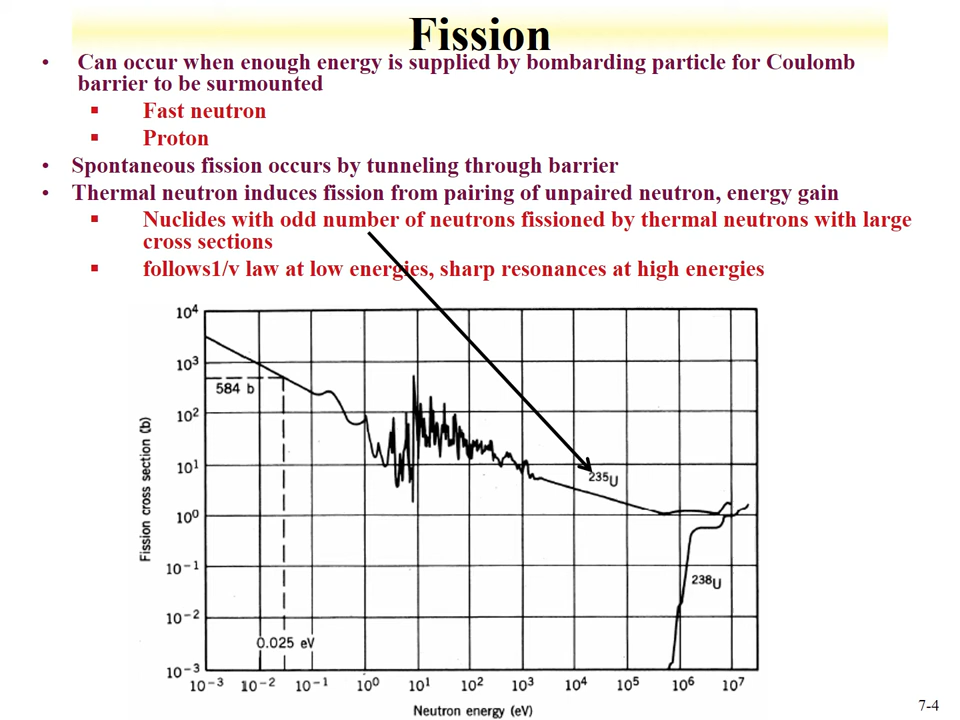 Fission
• Can occur when enough energy is supplied by bombarding particle for Coulomb
barrier to be surmounted
▪ Fast neutron
▪ Proton
• Spontaneous fission occurs by tunneling through barrier
• Thermal neutron induces fission from pairing of unpaired neutron, energy gain
▪ Nuclides with odd number of neutrons fissioned by thermal neutrons with large
cross sections
▪ follows1/v law at low energies, sharp resonances at high energies
Fission cross section (b)
10⁴
10³
10²
10¹
10⁰
10⁻¹
10⁻²
10⁻³
584 b
0.025 eV
²³⁵U
²³⁸U
10⁻³ 10⁻² 10⁻¹ 10⁰ 10¹ 10² 10³ 10⁴ 10⁵ 10⁶ 10⁷
Neutron energy (eV)
7-4